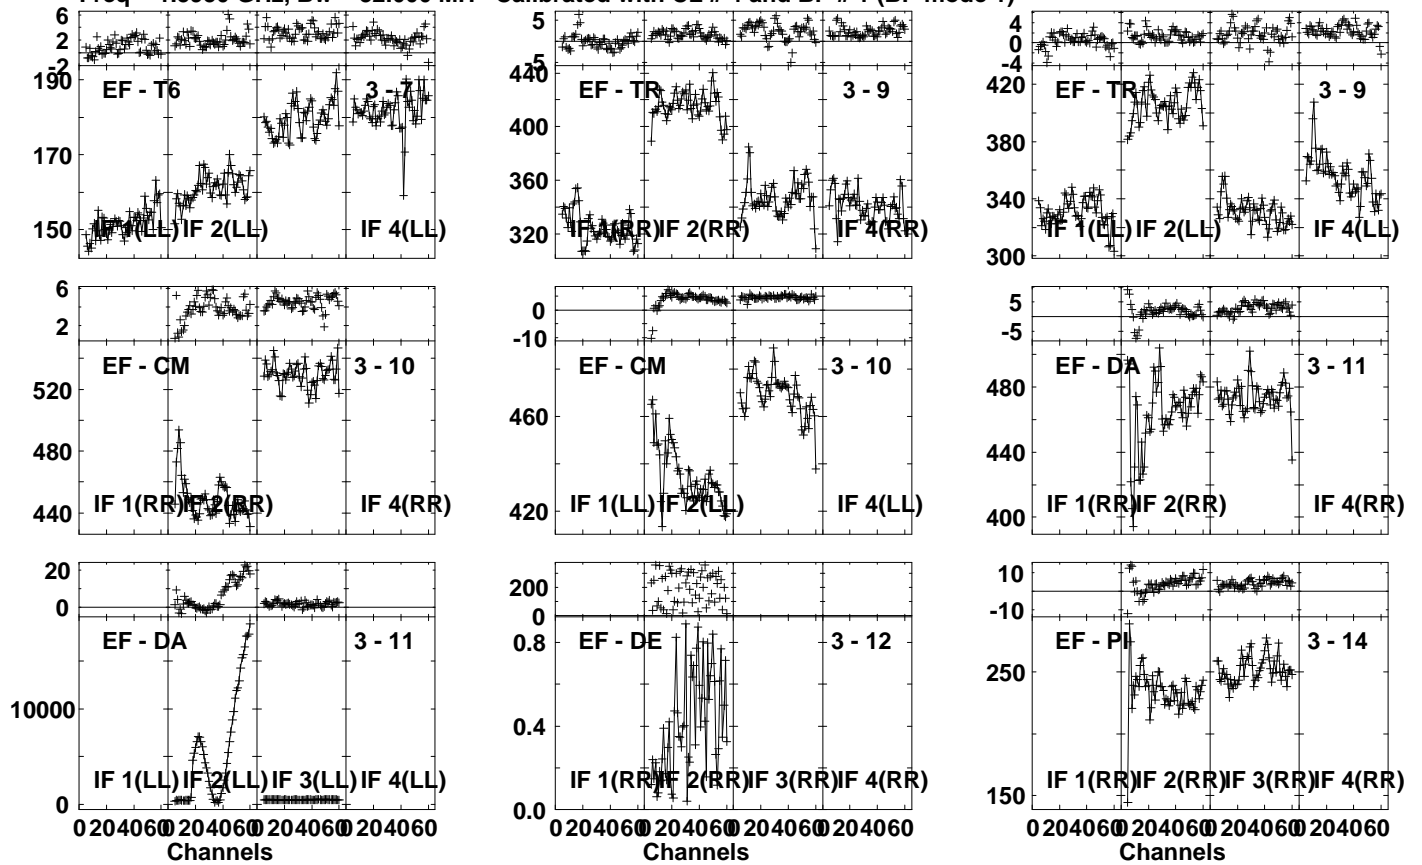 GHz, Calibrated with CL # and BP # (BP mode 1)
6
2
-2
190
170
150
EF - T6
3 - 7
IF 1(LL)
IF 2(LL)
IF 4(LL)
5
-5
440
400
360
320
EF - TR
3 - 9
IF 1(RR)
IF 2(RR)
IF 4(RR)
4
0
-4
420
380
340
300
EF - TR
3 - 9
IF 1(LL)
IF 2(LL)
IF 4(LL)
6
2
520
480
440
EF - CM
3 - 10
IF 1(RR)
IF 2(RR)
IF 4(RR)
0
-10
460
420
EF - CM
3 - 10
IF 1(LL)
IF 2(LL)
IF 4(LL)
5
-5
480
440
400
EF - DA
3 - 11
IF 1(RR)
IF 2(RR)
IF 4(RR)
20
0
10000
0
EF - DA
3 - 11
IF 1(LL)
IF 2(LL)
IF 3(LL)
IF 4(LL)
0 204060
0 204060
0 204060
0 204060
Channels
200
0
0.8
0.4
0.0
EF - DE
3 - 12
IF 1(RR)
IF 2(RR)
IF 3(RR)
IF 4(RR)
0 204060
0 204060
0 204060
0 204060
Channels
10
-10
250
150
EF - PI
3 - 14
IF 1(RR)
IF 2(RR)
IF 3(RR)
IF 4(RR)
0 204060
0 204060
0 204060
0 204060
Channels